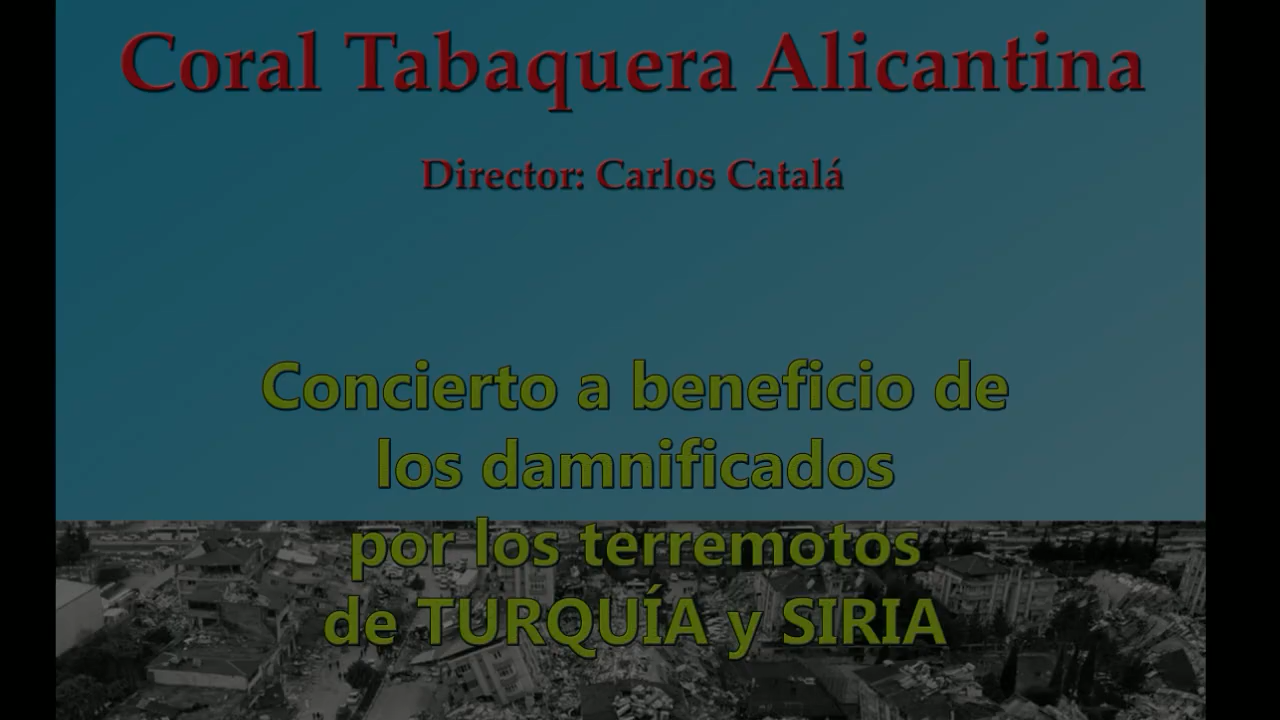 Coral Tabaquera Alicantina
Director: Carlos Catalá
Concierto a beneficio de
los damnificados
por los terremotos
de TURQUÍA y SIRIA